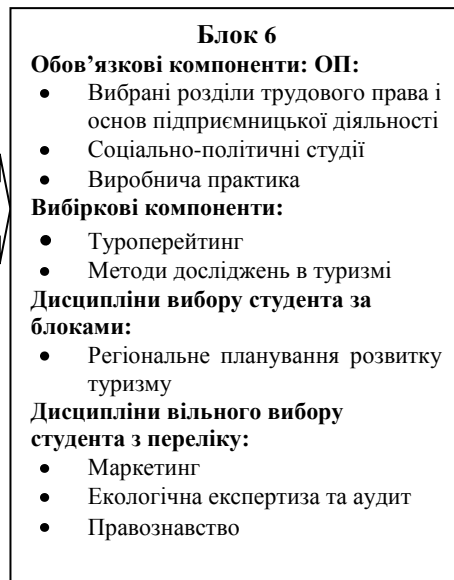 Блок 6
Обов’язкові компоненти: ОП:
• Вибрані розділи трудового права і
основ підприємницької діяльності
• Соціально-політичні студії
• Виробнича практика
Вибіркові компоненти:
• Туроперейтинг
• Методи досліджень в туризмі
Дисципліни вибору студента за
блоками:
• Регіональне планування розвитку
туризму
Дисципліни вільного вибору
студента з переліку:
• Маркетинг
• Екологічна експертиза та аудит
• Правознавство